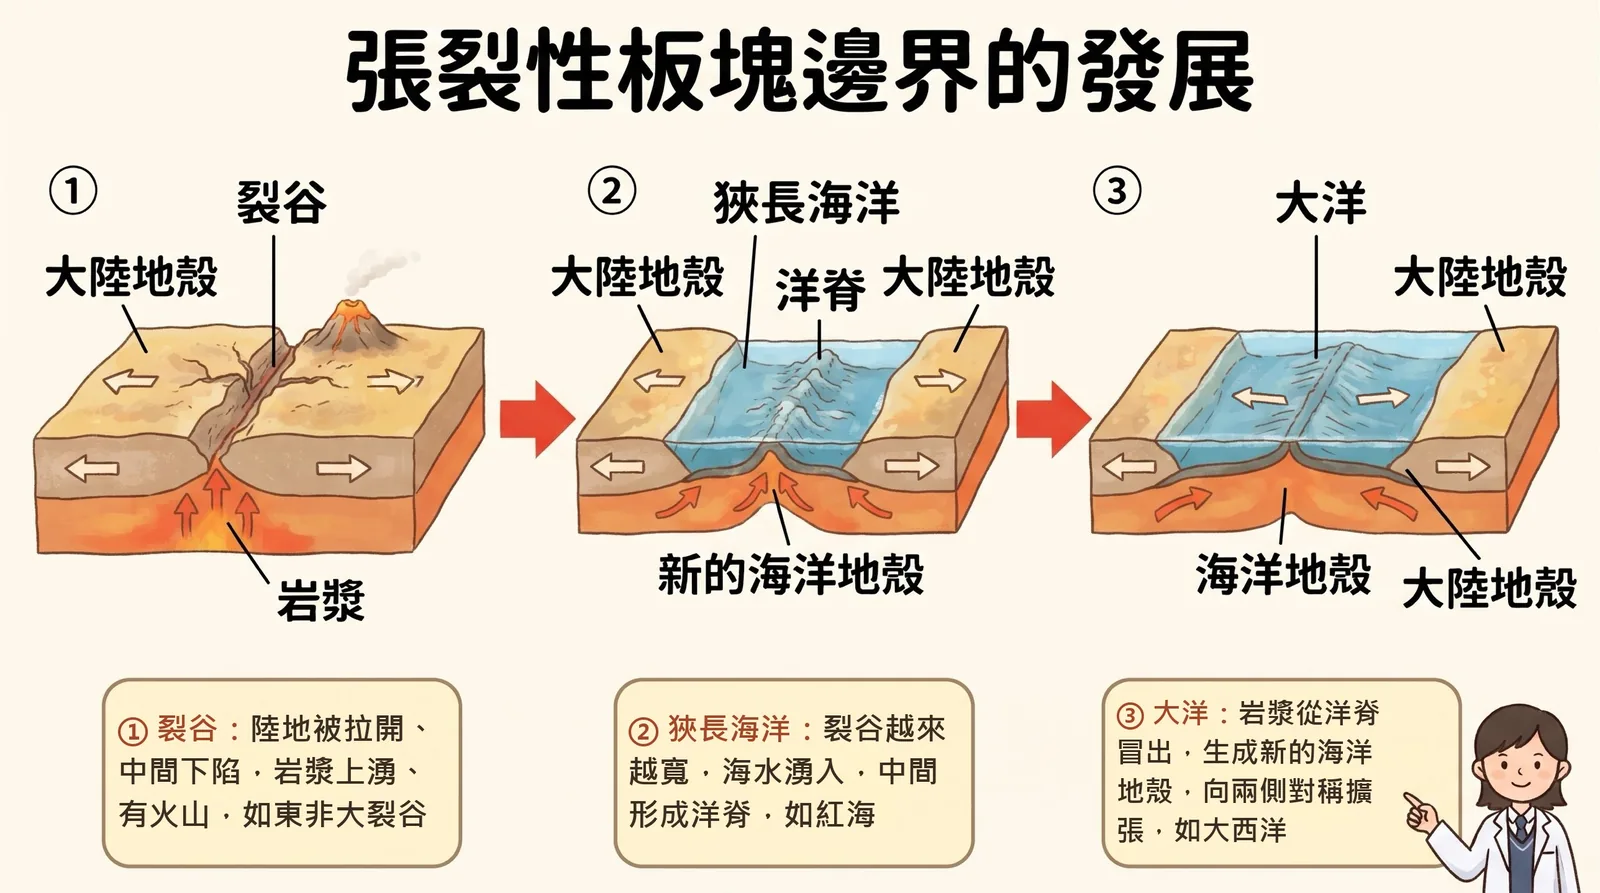 張裂性板塊邊界的發展
①
裂谷
大陸地殼
岩漿
②
狹長海洋
大陸地殼
洋脊
大陸地殼
新的海洋地殼
③
大洋
大陸地殼
海洋地殼
大陸地殼
① 裂谷：陸地被拉開、
中間下陷，岩漿上湧、
有火山，如東非大裂谷
② 狹長海洋：裂谷越來
越寬，海水湧入，中間
形成洋脊，如紅海
③ 大洋：岩漿從洋脊
冒出，生成新的海洋
地殼，向兩側對稱擴
張，如大西洋